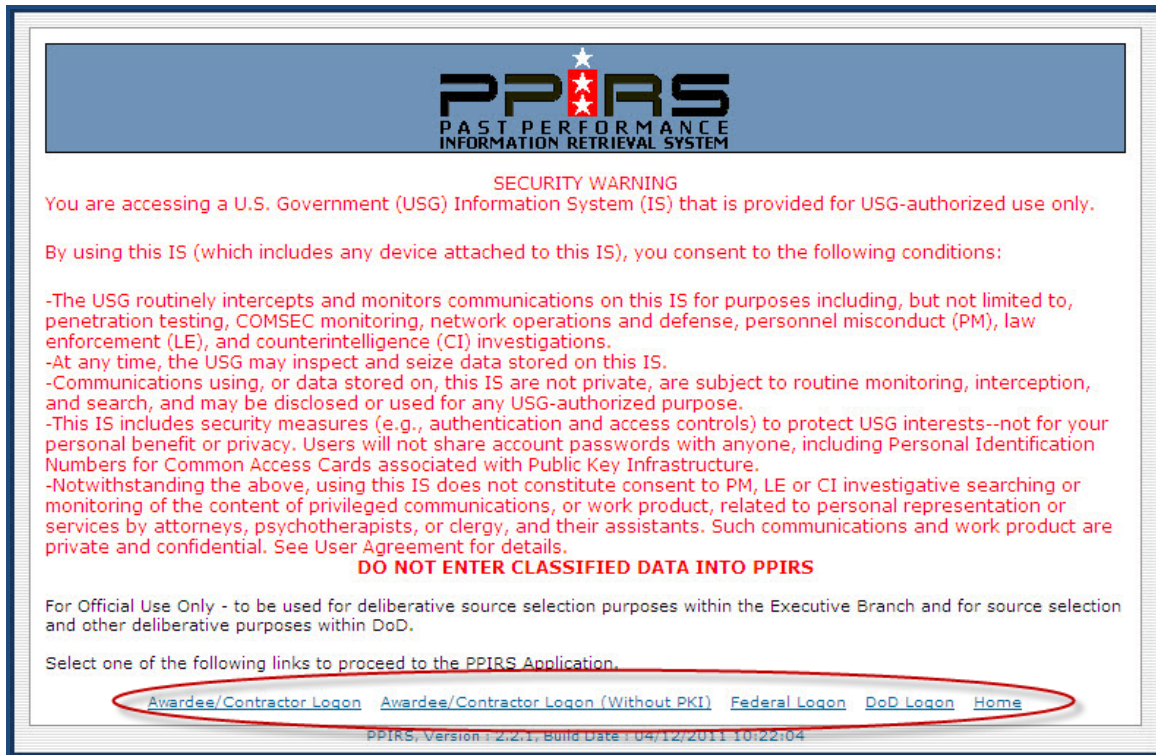 PPIRS
PAST PERFORMANCE
INFORMATION RETRIEVAL SYSTEM
SECURITY WARNING
You are accessing a U.S. Government (USG) Information System (IS) that is provided for USG-authorized use only.
By using this IS (which includes any device attached to this IS), you consent to the following conditions:
-The USG routinely intercepts and monitors communications on this IS for purposes including, but not limited to,
penetration testing, COMSEC monitoring, network operations and defense, personnel misconduct (PM), law
enforcement (LE), and counterintelligence (CI) investigations.
-At any time, the USG may inspect and seize data stored on this IS.
-Communications using, or data stored on, this IS are not private, are subject to routine monitoring, interception,
and search, and may be disclosed or used for any USG-authorized purpose.
-This IS includes security measures (e.g., authentication and access controls) to protect USG interests--not for your
personal benefit or privacy. Users will not share account passwords with anyone, including Personal Identification
Numbers for Common Access Cards associated with Public Key Infrastructure.
-Notwithstanding the above, using this IS does not constitute consent to PM, LE or CI investigative searching or
monitoring of the content of privileged communications, or work product, related to personal representation or
services by attorneys, psychotherapists, or clergy, and their assistants. Such communications and work product are
private and confidential. See User Agreement for details.
DO NOT ENTER CLASSIFIED DATA INTO PPIRS
For Official Use Only - to be used for deliberative source selection purposes within the Executive Branch and for source selection
and other deliberative purposes within DoD.
Select one of the following links to proceed to the PPIRS Application.
Awardee/Contractor Logon Awardee/Contractor Logon (Without PKI) Federal Logon DoD Logon Home
PPIRS, Version : 2.2.1, Build Date : 04/12/2011 10:22:04